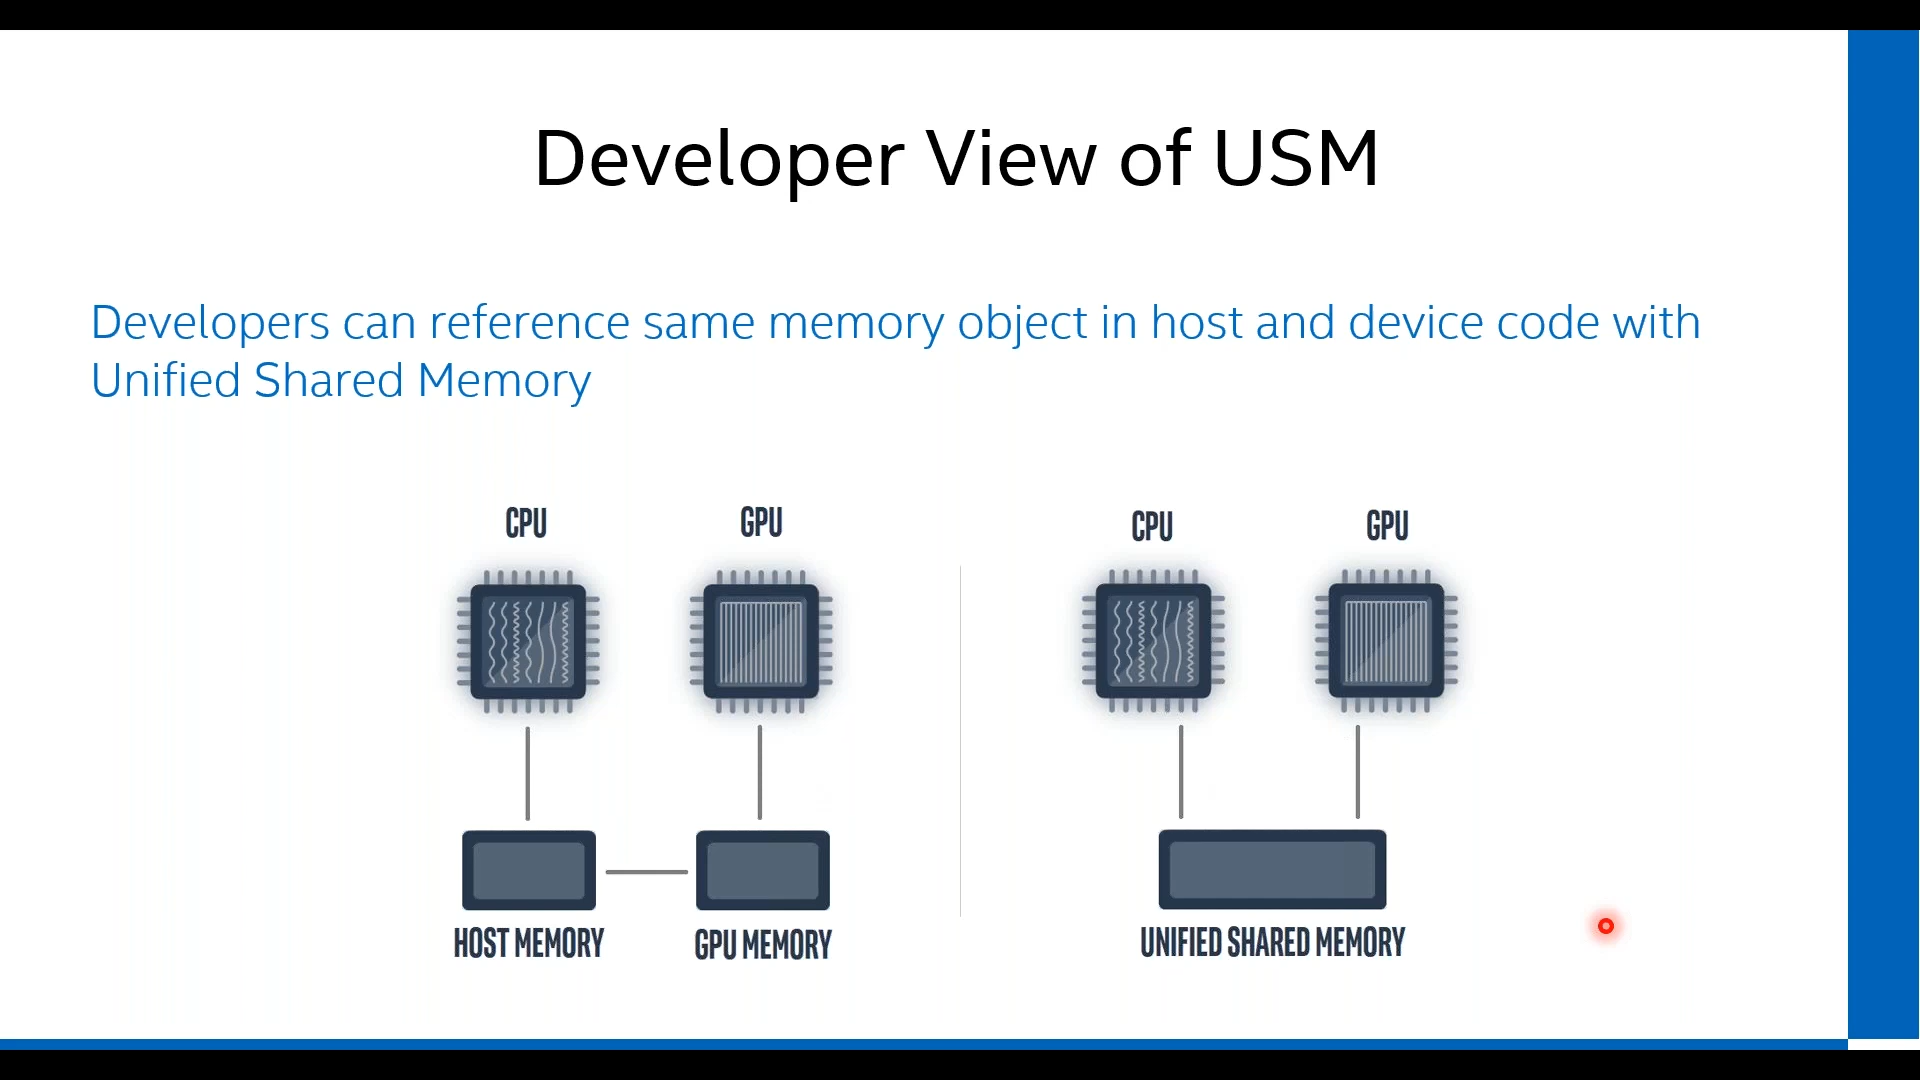 Developer View of USM
Developers can reference same memory object in host and device code with
Unified Shared Memory
CPU
GPU
CPU
GPU
HOST MEMORY
GPU MEMORY
UNIFIED SHARED MEMORY